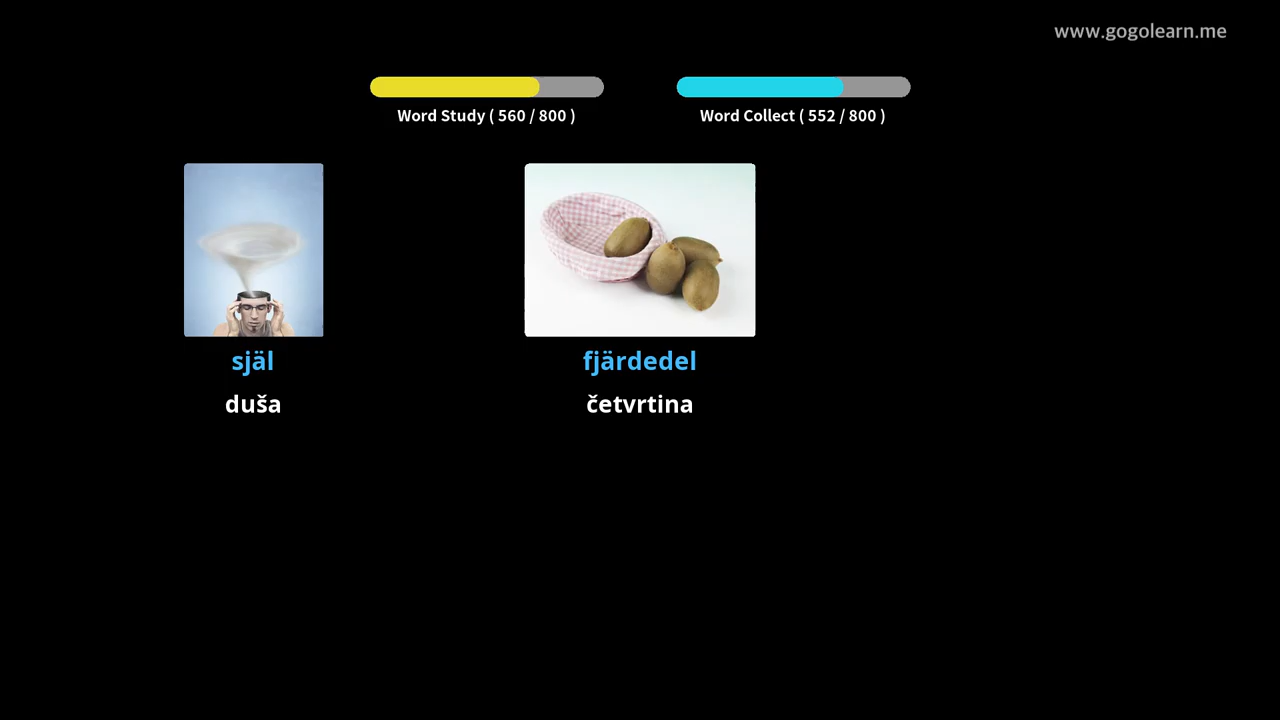 www.gogolearn.me
Word Study ( 560 / 800 )
Word Collect ( 552 / 800 )
själ
duša
fjärdedel
četvrtina